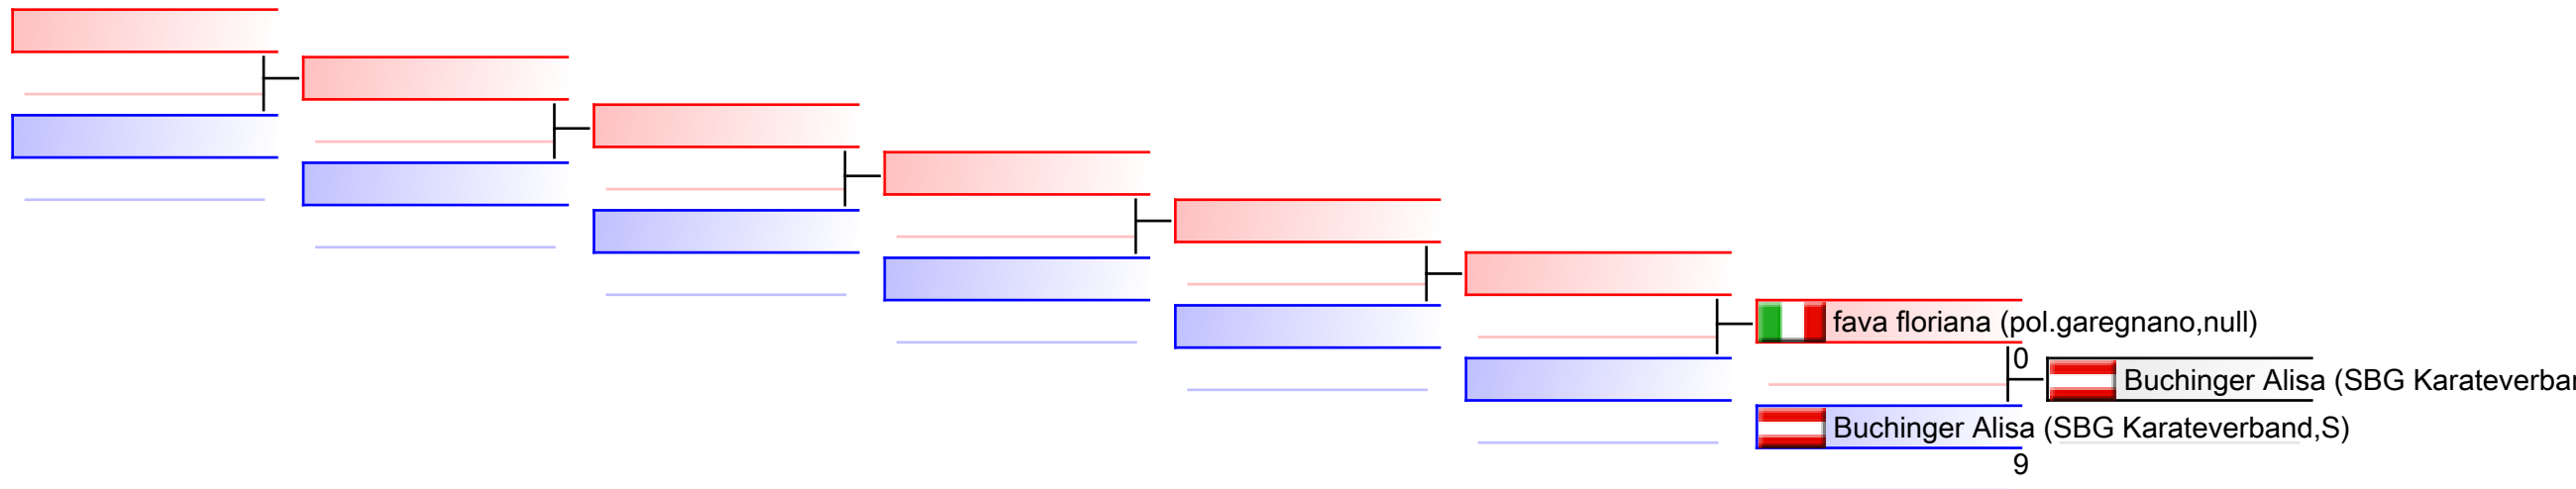 fava floriana (pol.garegnano,null)
0
Buchinger Alisa (SBG Karateverba
Buchinger Alisa (SBG Karateverband,S)
9